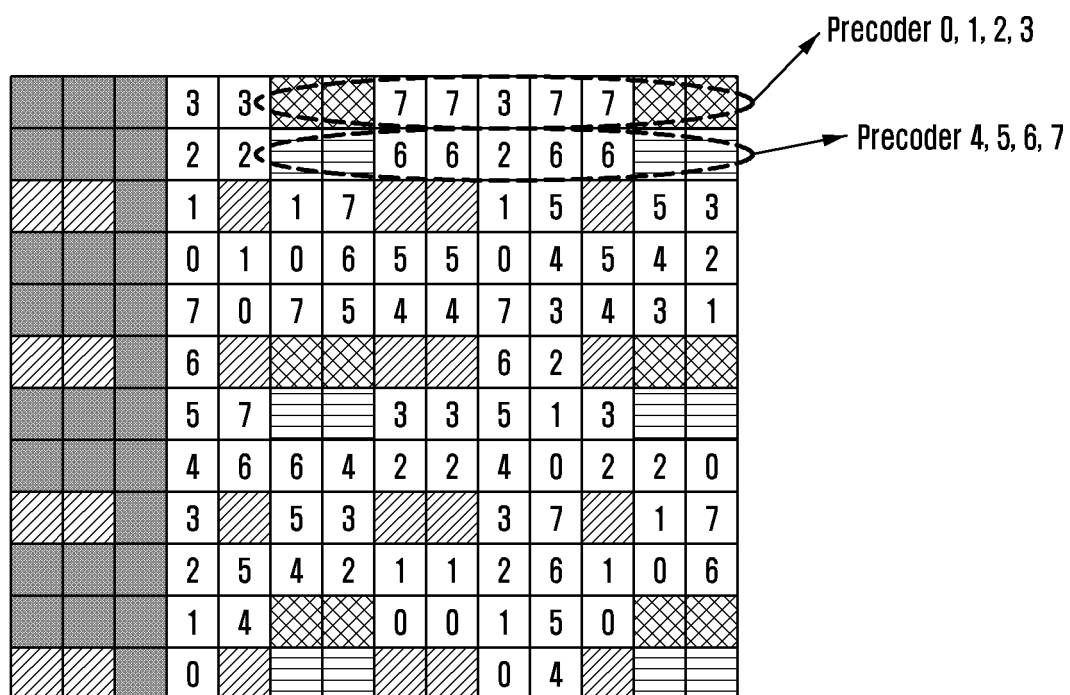 Precoder 0, 1, 2, 3
3 3 7 7 3 7 7
Precoder 4, 5, 6, 7
2 2 6 6 2 6 6
1 1 7 1 5 5 3
0 1 0 6 5 5 0 4 5 4 2
7 0 7 5 4 4 7 3 4 3 1
6 6 2
5 7 3 3 5 1 3
4 6 6 4 2 2 4 0 2 2 0
3 5 3 3 7 1 7
2 5 4 2 1 1 2 6 1 0 6
1 4 0 0 1 5 0
0 0 4